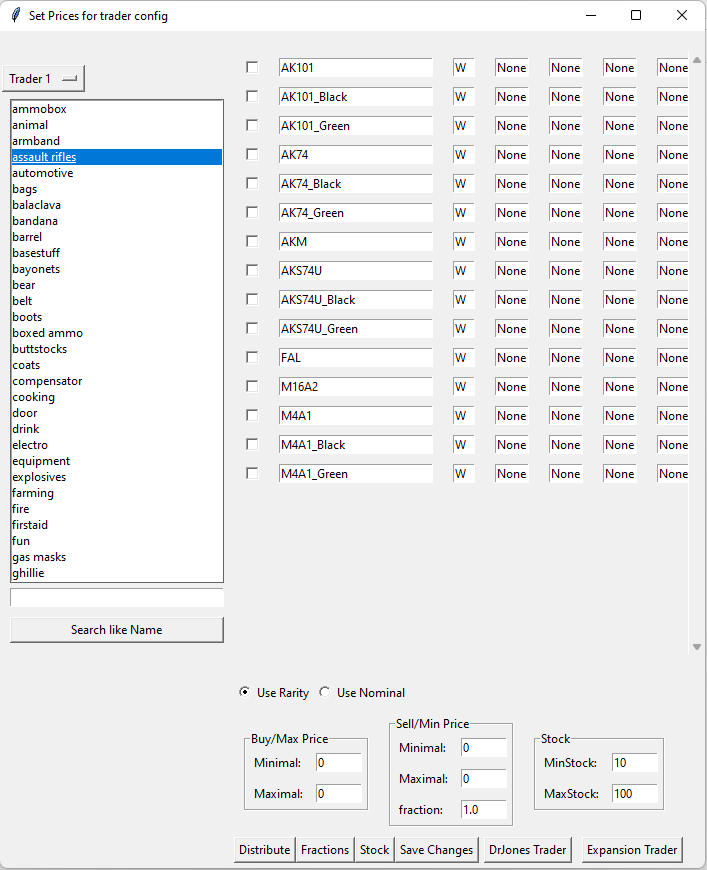 Set Prices for trader config
Trader 1
ammobox
animal
armband
assault rifles
automotive
bags
balaclava
bandana
barrel
basestuff
bayonets
bear
belt
boots
boxed ammo
buttstocks
coats
compensator
cooking
door
drink
electro
equipment
explosives
farming
fire
firstaid
fun
gas masks
ghillie
Search like Name
AK101 W None None None None
AK101_Black W None None None None
AK101_Green W None None None None
AK74 W None None None None
AK74_Black W None None None None
AK74_Green W None None None None
AKM W None None None None
AKS74U W None None None None
AKS74U_Black W None None None None
AKS74U_Green W None None None None
FAL W None None None None
M16A2 W None None None None
M4A1 W None None None None
M4A1_Black W None None None None
M4A1_Green W None None None None
Use Rarity Use Nominal
Buy/Max Price
Minimal: 0
Maximal: 0
Sell/Min Price
Minimal: 0
Maximal: 0
fraction: 1.0
Stock
MinStock: 10
MaxStock: 100
Distribute Fractions Stock Save Changes DrJones Trader Expansion Trader